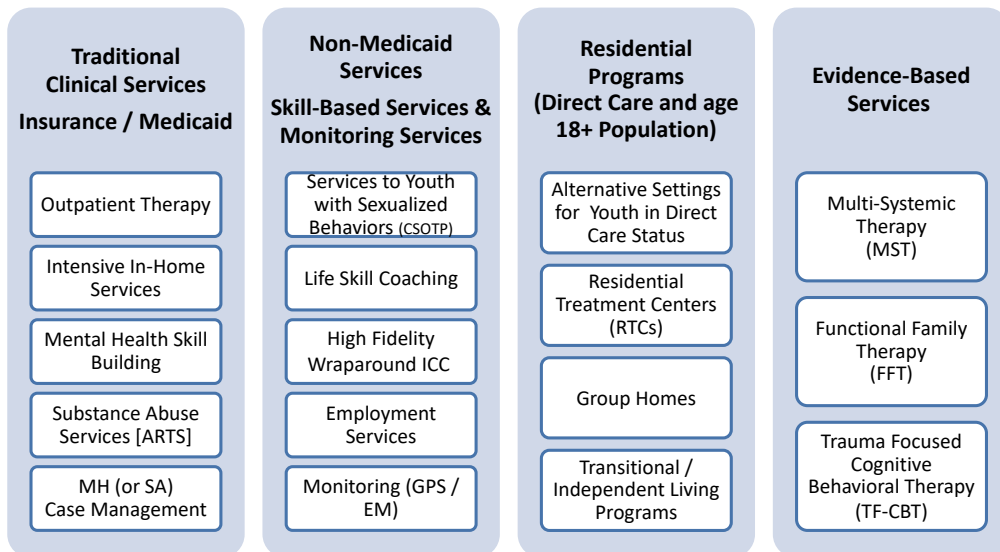 Traditional
Clinical Services
Insurance / Medicaid
Outpatient Therapy
Intensive In-Home
Services
Mental Health Skill
Building
Substance Abuse
Services [ARTS]
MH (or SA)
Case Management
Non-Medicaid
Services
Skill-Based Services &
Monitoring Services
Services to Youth
with Sexualized
Behaviors (CSOTP)
Life Skill Coaching
High Fidelity
Wraparound ICC
Employment
Services
Monitoring (GPS /
EM)
Residential
Programs
(Direct Care and age
18+ Population)
Alternative Settings
for Youth in Direct
Care Status
Residential
Treatment Centers
(RTCs)
Group Homes
Transitional /
Independent Living
Programs
Evidence-Based
Services
Multi-Systemic
Therapy
(MST)
Functional Family
Therapy
(FFT)
Trauma Focused
Cognitive
Behavioral Therapy
(TF-CBT)